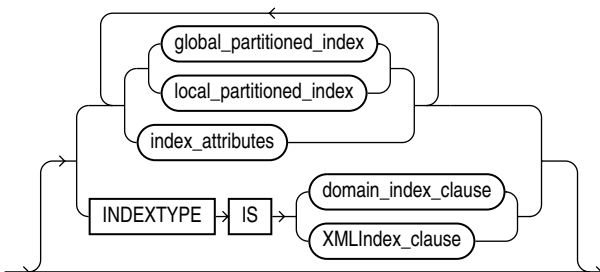 global_partitioned_index
local_partitioned_index
index_attributes
domain_index_clause
INDEXTYPE IS
XMLIndex_clause